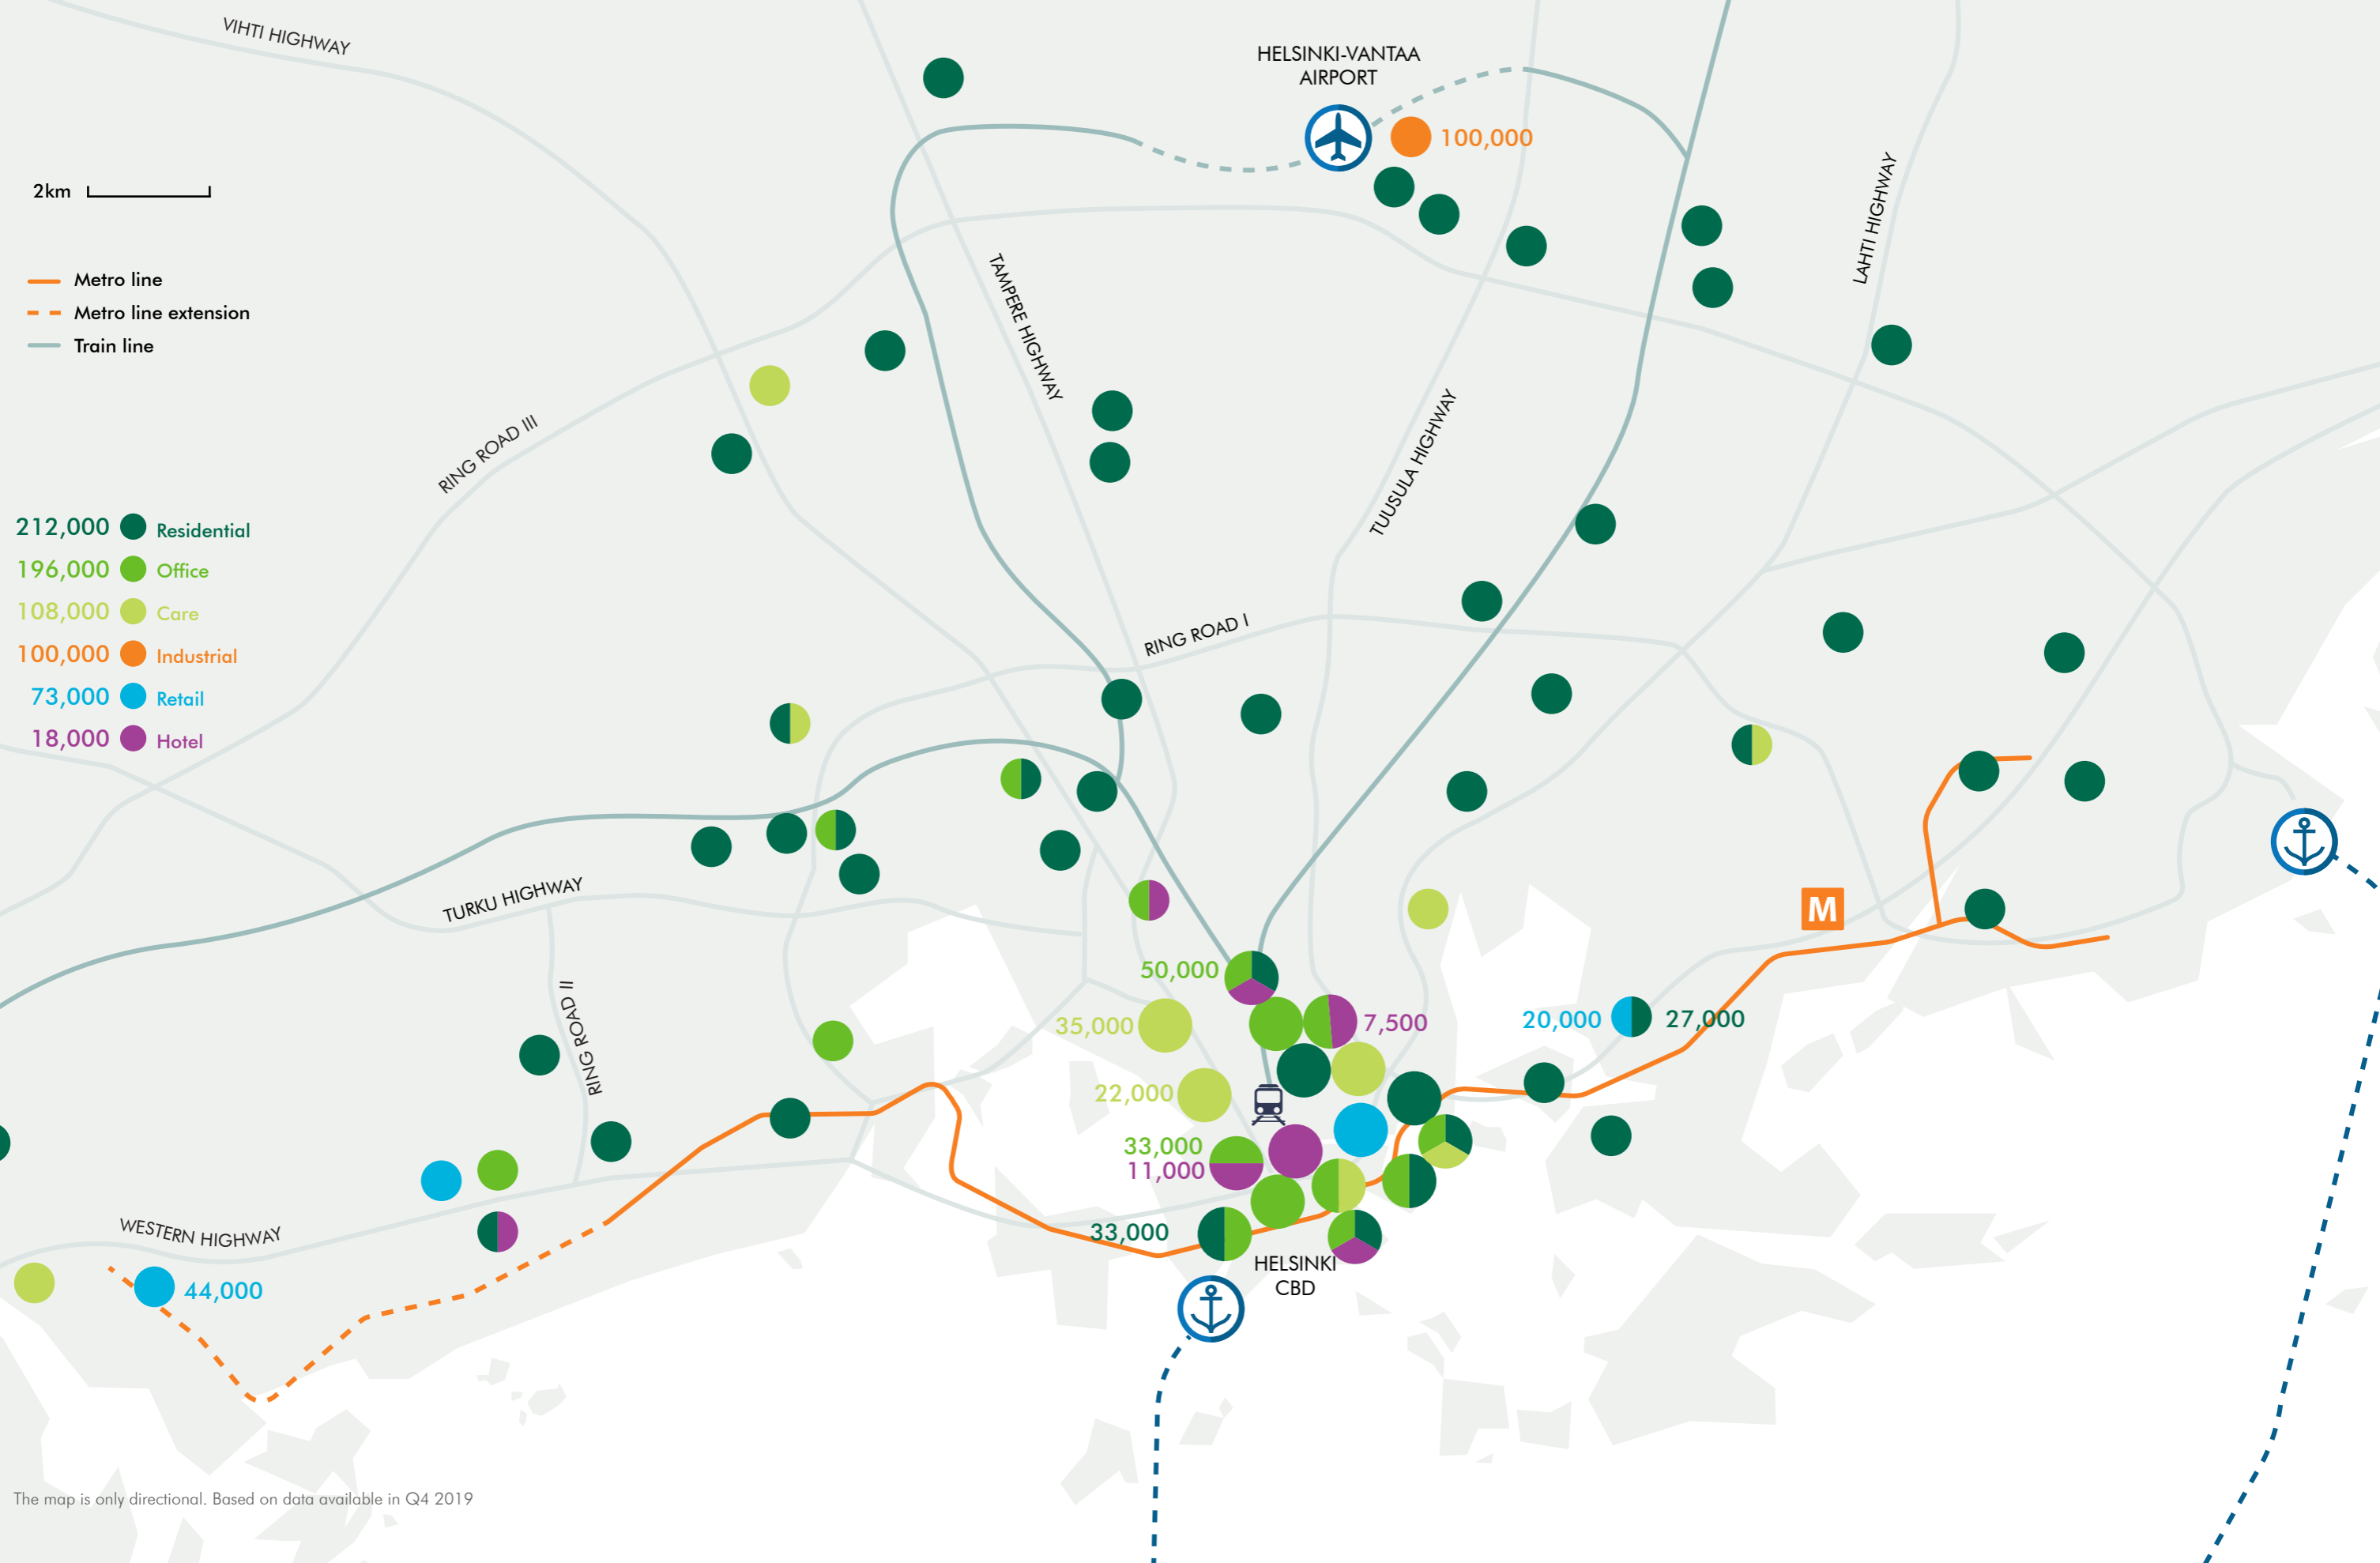 VIHTI HIGHWAY
HELSINKI-VANTAA
AIRPORT
100,000
2km
LAHTI HIGHWAY
Metro line
Metro line extension
Train line
TAMPERE HIGHWAY
TUUSULA HIGHWAY
RING ROAD III
212,000 Residential
196,000 Office
108,000 Care
100,000 Industrial
73,000 Retail
18,000 Hotel
RING ROAD I
TURKU HIGHWAY
M
RING ROAD II
50,000
35,000
7,500
20,000
27,000
22,000
33,000
11,000
33,000
WESTERN HIGHWAY
HELSINKI
CBD
44,000
The map is only directional. Based on data available in Q4 2019